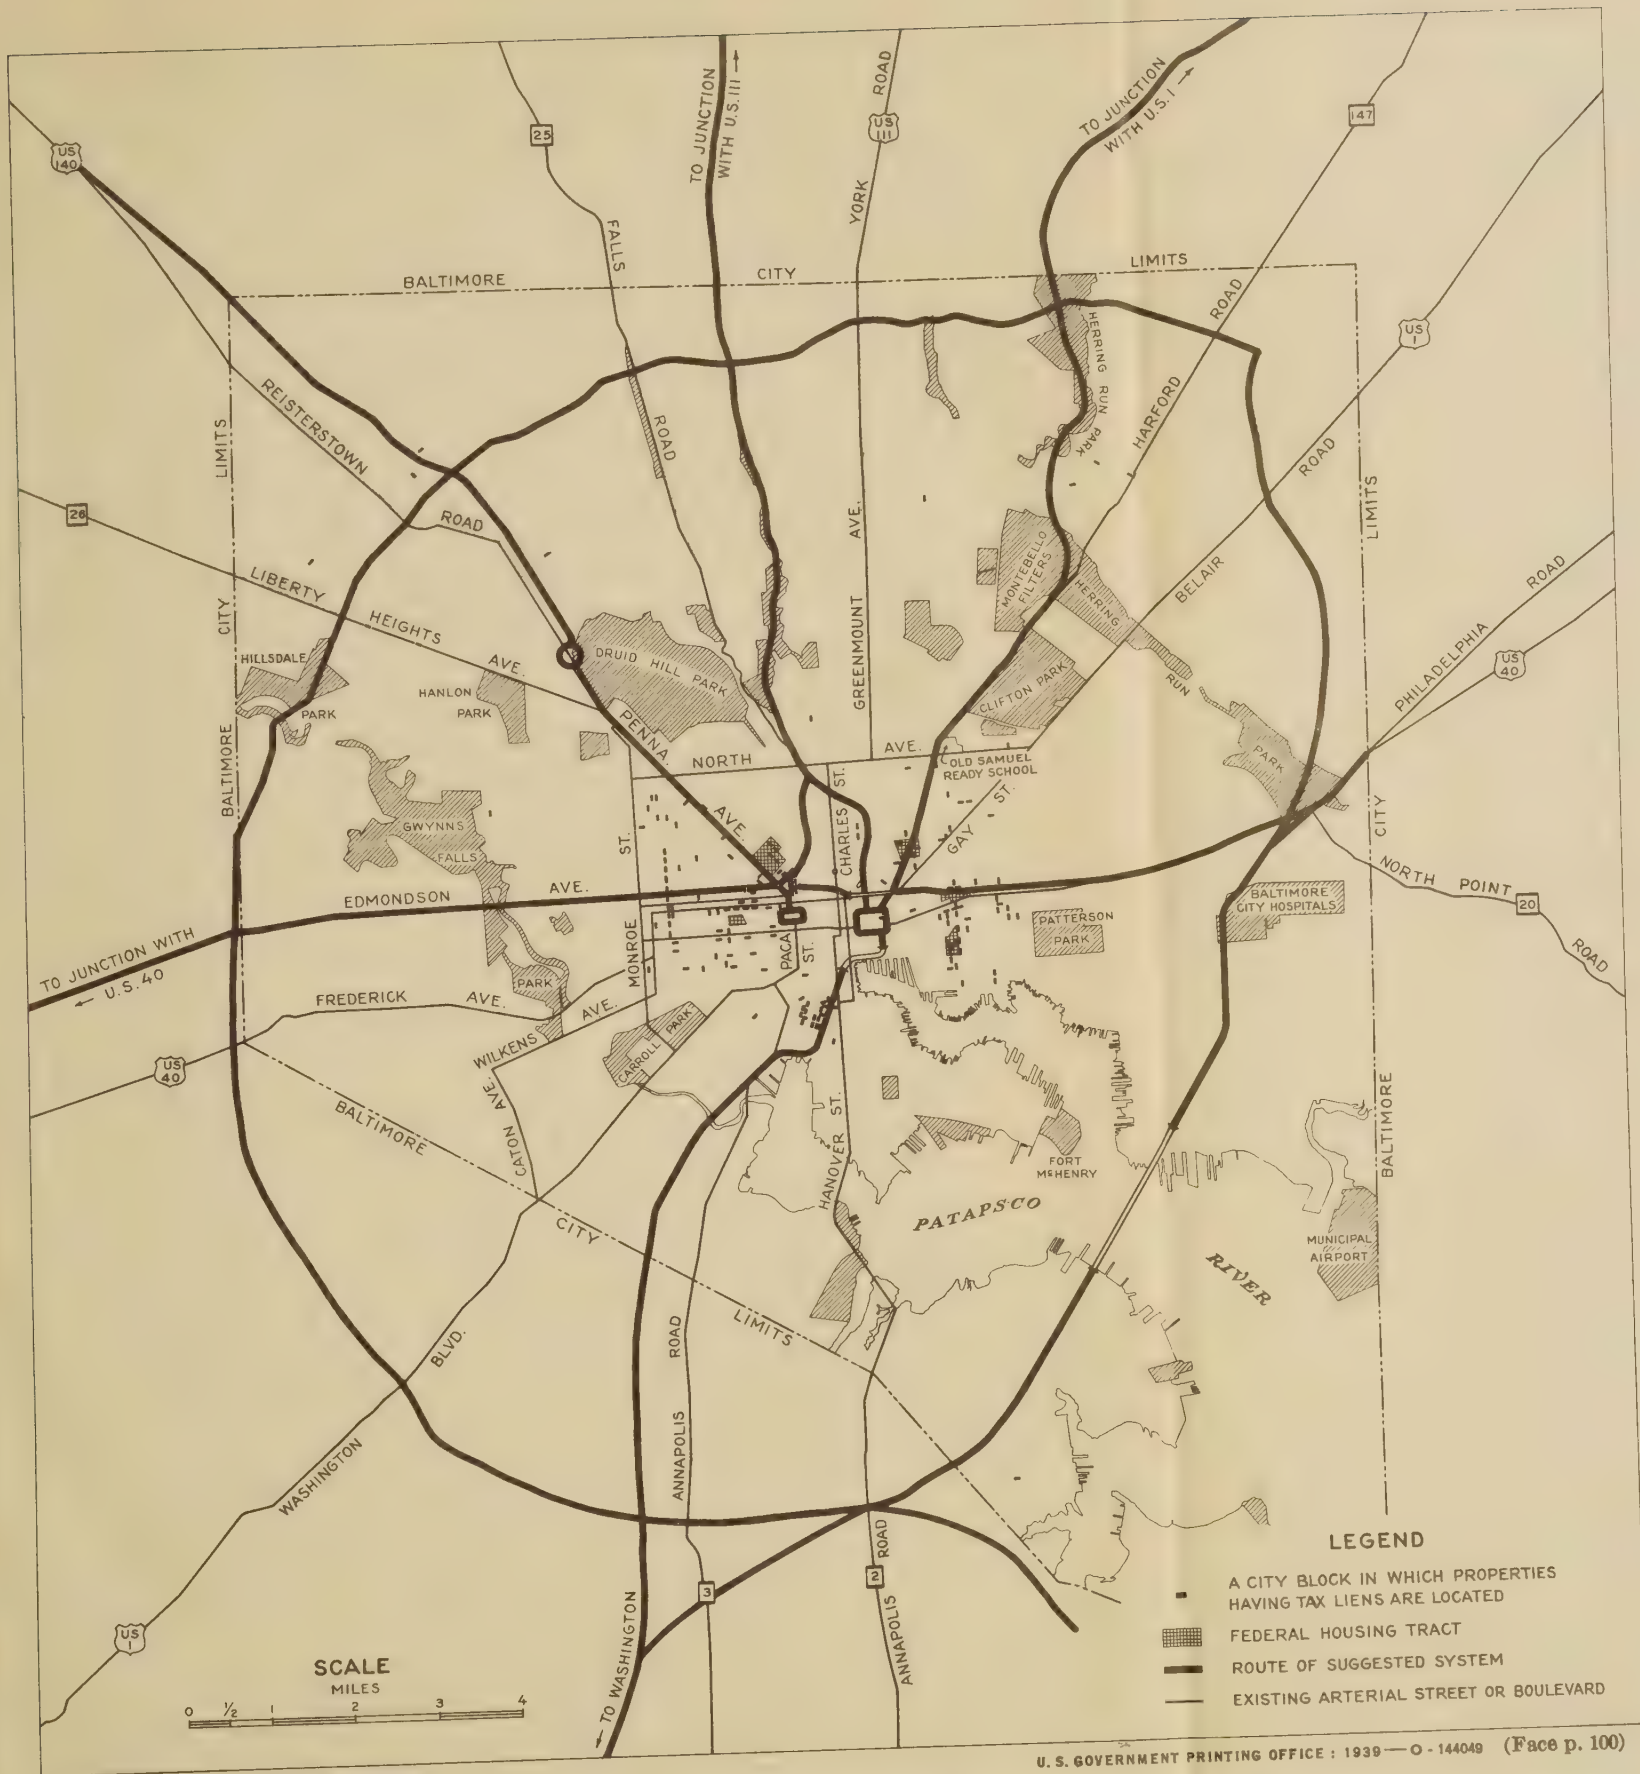 TO JUNCTION
WITH U.S. III →
ROAD
US
111
YORK
TO JUNCTION
WITH U.S. I →
147
25
US
140
FALLS
ROAD
BALTIMORE
CITY
LIMITS
HERRING RUN PARK
HARFORD
ROAD
US
1
REISTERSTOWN
ROAD
LIMITS
CITY
BALTIMORE
26
LIBERTY
HEIGHTS
AVE.
GREENMOUNT
AVE.
MONTEBELLO
FILTERS
HERRING
RUN
PARK
BELAIR
ROAD
LIMITS
CITY
BALTIMORE
PHILADELPHIA
ROAD
US
40
HILLSDALE
PARK
HANLON
PARK
DRUID HILL PARK
CLIFTON PARK
PENNA.
AVE.
NORTH
AVE.
OLD SAMUEL
READY SCHOOL
GAY
ST.
CHARLES
ST.
GWYNNS
FALLS
PARK
EDMONDSON
AVE.
MONROE
ST.
PACA
ST.
PATTERSON
PARK
BALTIMORE
CITY HOSPITALS
NORTH POINT
20
ROAD
TO JUNCTION WITH
← U.S. 40
FREDERICK
AVE.
WILKENS
AVE.
US
40
CARROLL
PARK
CATON AVE.
BALTIMORE
CITY
LIMITS
HANOVER
ST.
FORT
McHENRY
PATAPSCO
RIVER
MUNICIPAL
AIRPORT
WASHINGTON
BLVD.
ANNAPOLIS
ROAD
3
2
ANNAPOLIS
ROAD
US
1
← TO WASHINGTON
SCALE
MILES
0 ½ 1 2 3 4
LEGEND
A CITY BLOCK IN WHICH PROPERTIES
HAVING TAX LIENS ARE LOCATED
FEDERAL HOUSING TRACT
ROUTE OF SUGGESTED SYSTEM
EXISTING ARTERIAL STREET OR BOULEVARD
U. S. GOVERNMENT PRINTING OFFICE : 1939—O - 144049 (Face p. 100)